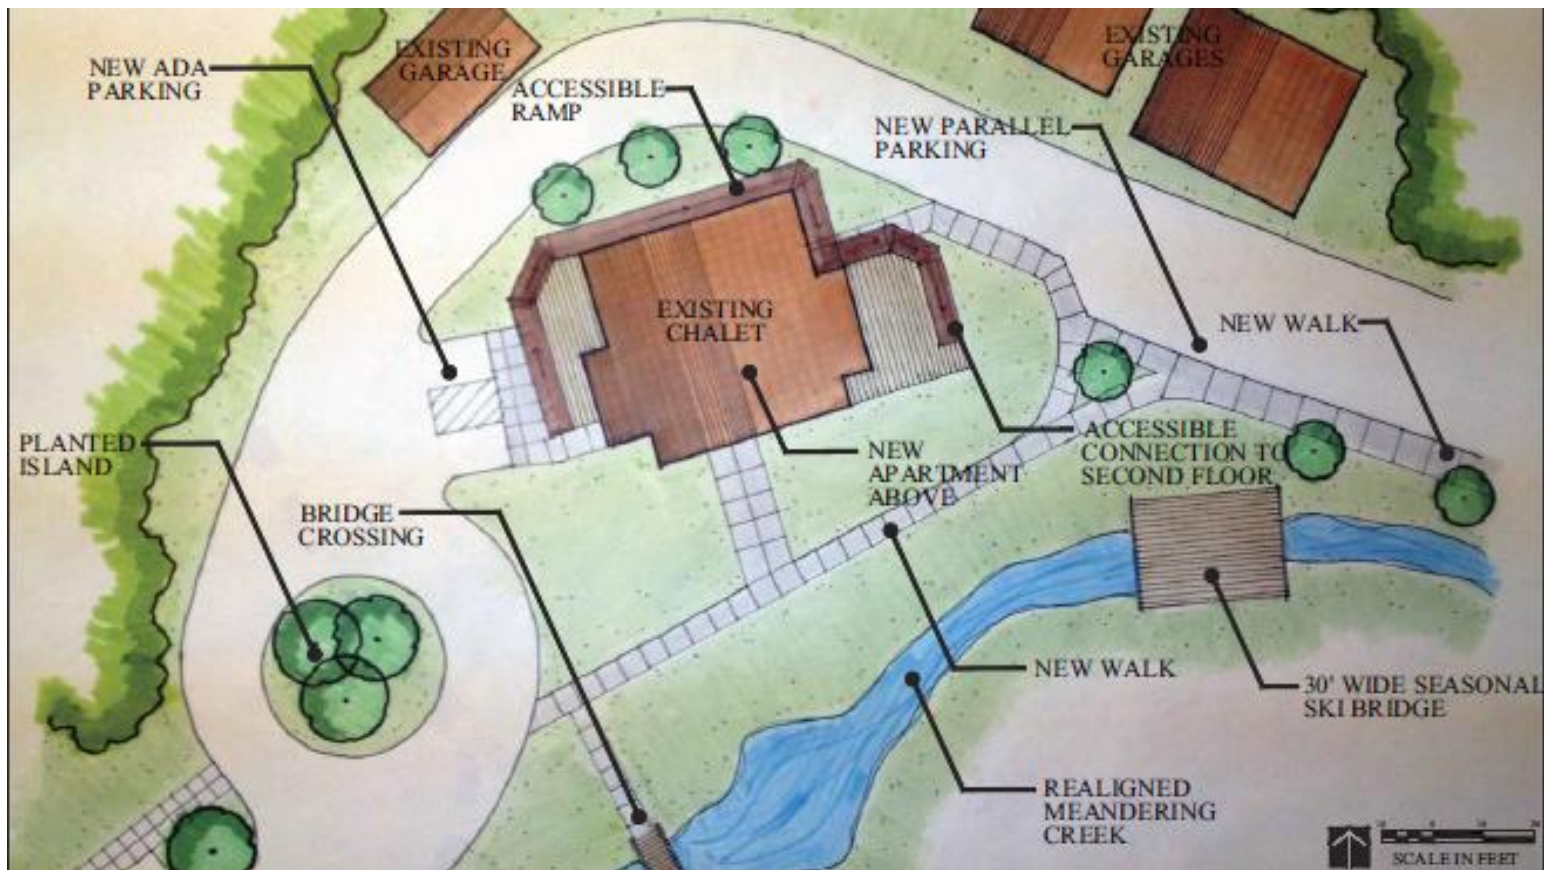 EXISTING
GARAGE
EXISTING
GARAGES
NEW ADA
PARKING
ACCESSIBLE
RAMP
NEW PARALLEL
PARKING
EXISTING
CHALET
NEW WALK
PLANTED
ISLAND
NEW
APARTMENT
ABOVE
ACCESSIBLE
CONNECTION TO
SECOND FLOOR
BRIDGE
CROSSING
NEW WALK
30' WIDE SEASONAL
SKI BRIDGE
REALIGNED
MEANDERING
CREEK
SCALE IN FEET